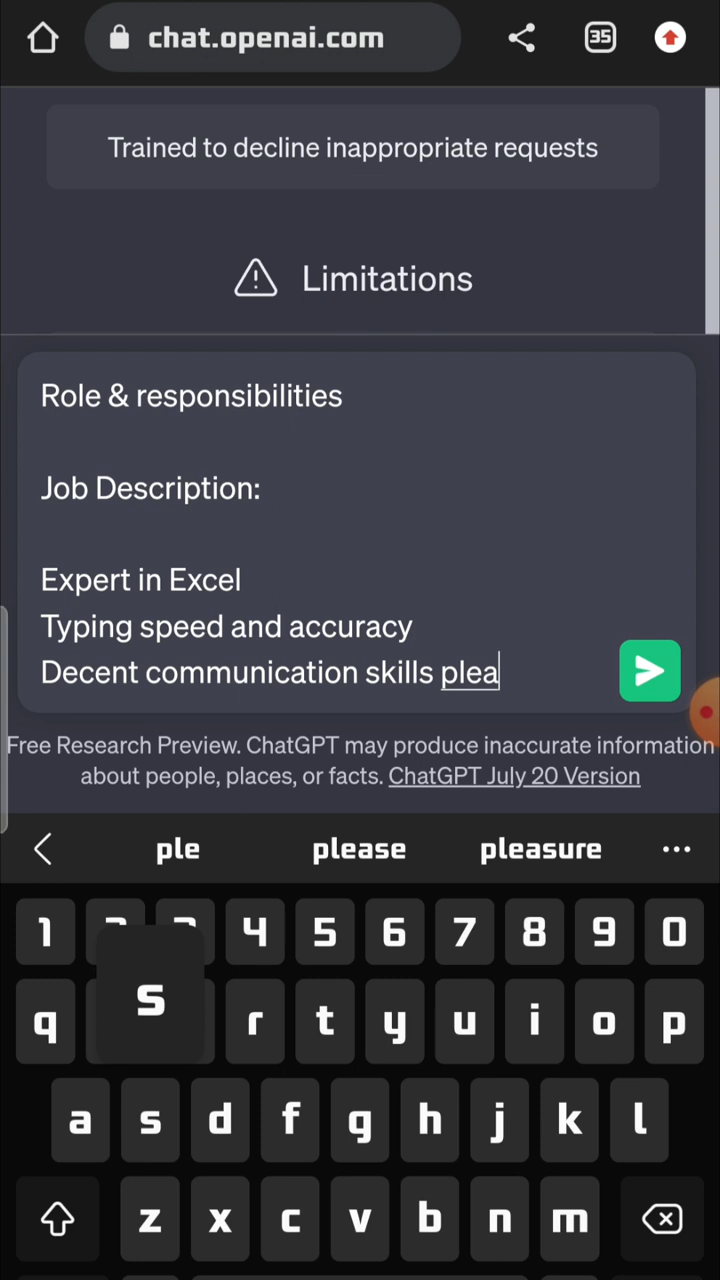 chat.openai.com
35
Trained to decline inappropriate requests
Limitations
Role & responsibilities
Job Description:
Expert in Excel
Typing speed and accuracy
Decent communication skills plea
Free Research Preview. ChatGPT may produce inaccurate information
about people, places, or facts. ChatGPT July 20 Version
ple please pleasure
1 4 5 6 7 8 9 0
s
q r t y u i o p
a s d f g h j k l
z x c v b n m